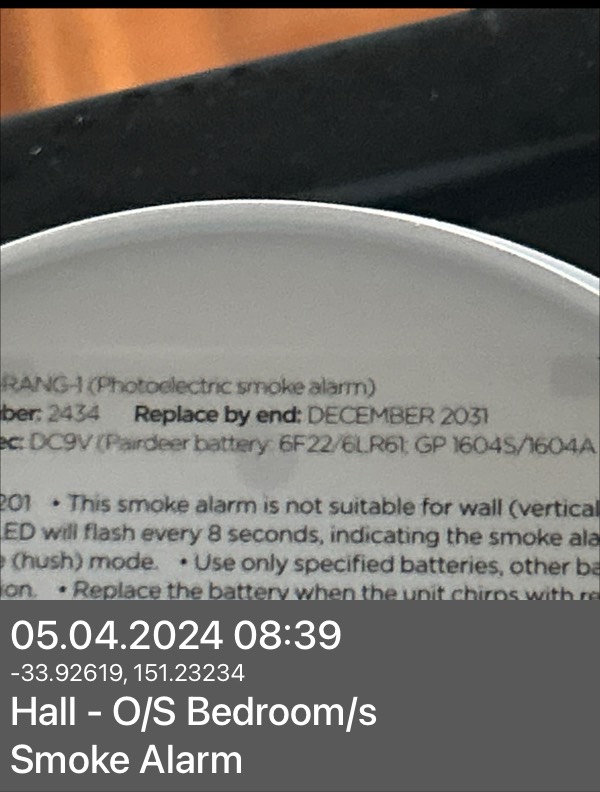 RANG-1 (Photoelectric smoke alarm)
ber: 2434 Replace by end: DECEMBER 2031
ec: DC9V (Pairdeer battery: 6F22/6LR61; GP 1604S/1604A
201 • This smoke alarm is not suitable for wall (vertical
LED will flash every 8 seconds, indicating the smoke ala
e (hush) mode. • Use only specified batteries, other ba
ion. • Replace the battery when the unit chirps with re
05.04.2024 08:39
-33.92619, 151.23234
Hall - O/S Bedroom/s
Smoke Alarm